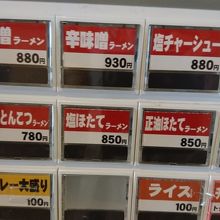 噌ラーメン
880円
辛味噌ラーメン
930円
塩チャーシュー
880円
とんこつラーメン
780円
塩ほたてラーメン
850円
正油ほたてラーメン
850円
レー大盛り
100円
ライス
100円